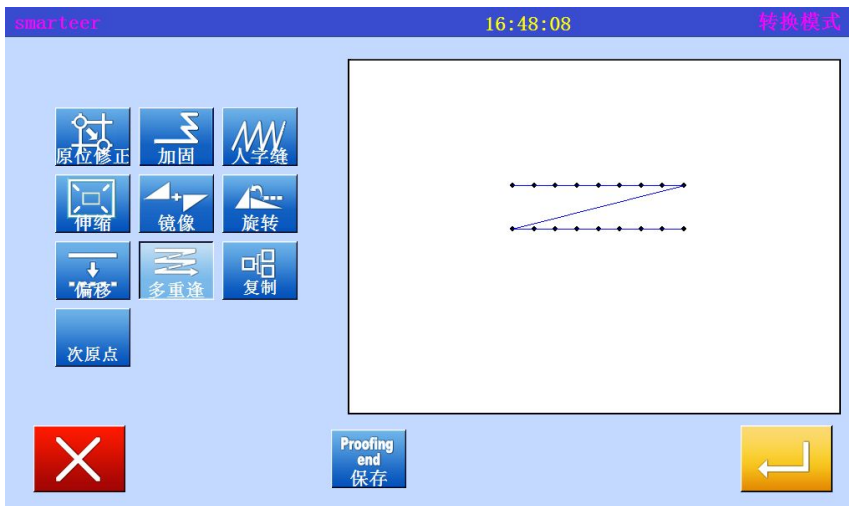 smarteer 16:48:08 转换模式
原位修正 加固 人字缝
伸缩 镜像 旋转
"偏移" 多重逢 复制
次原点
Proofing
end
保存